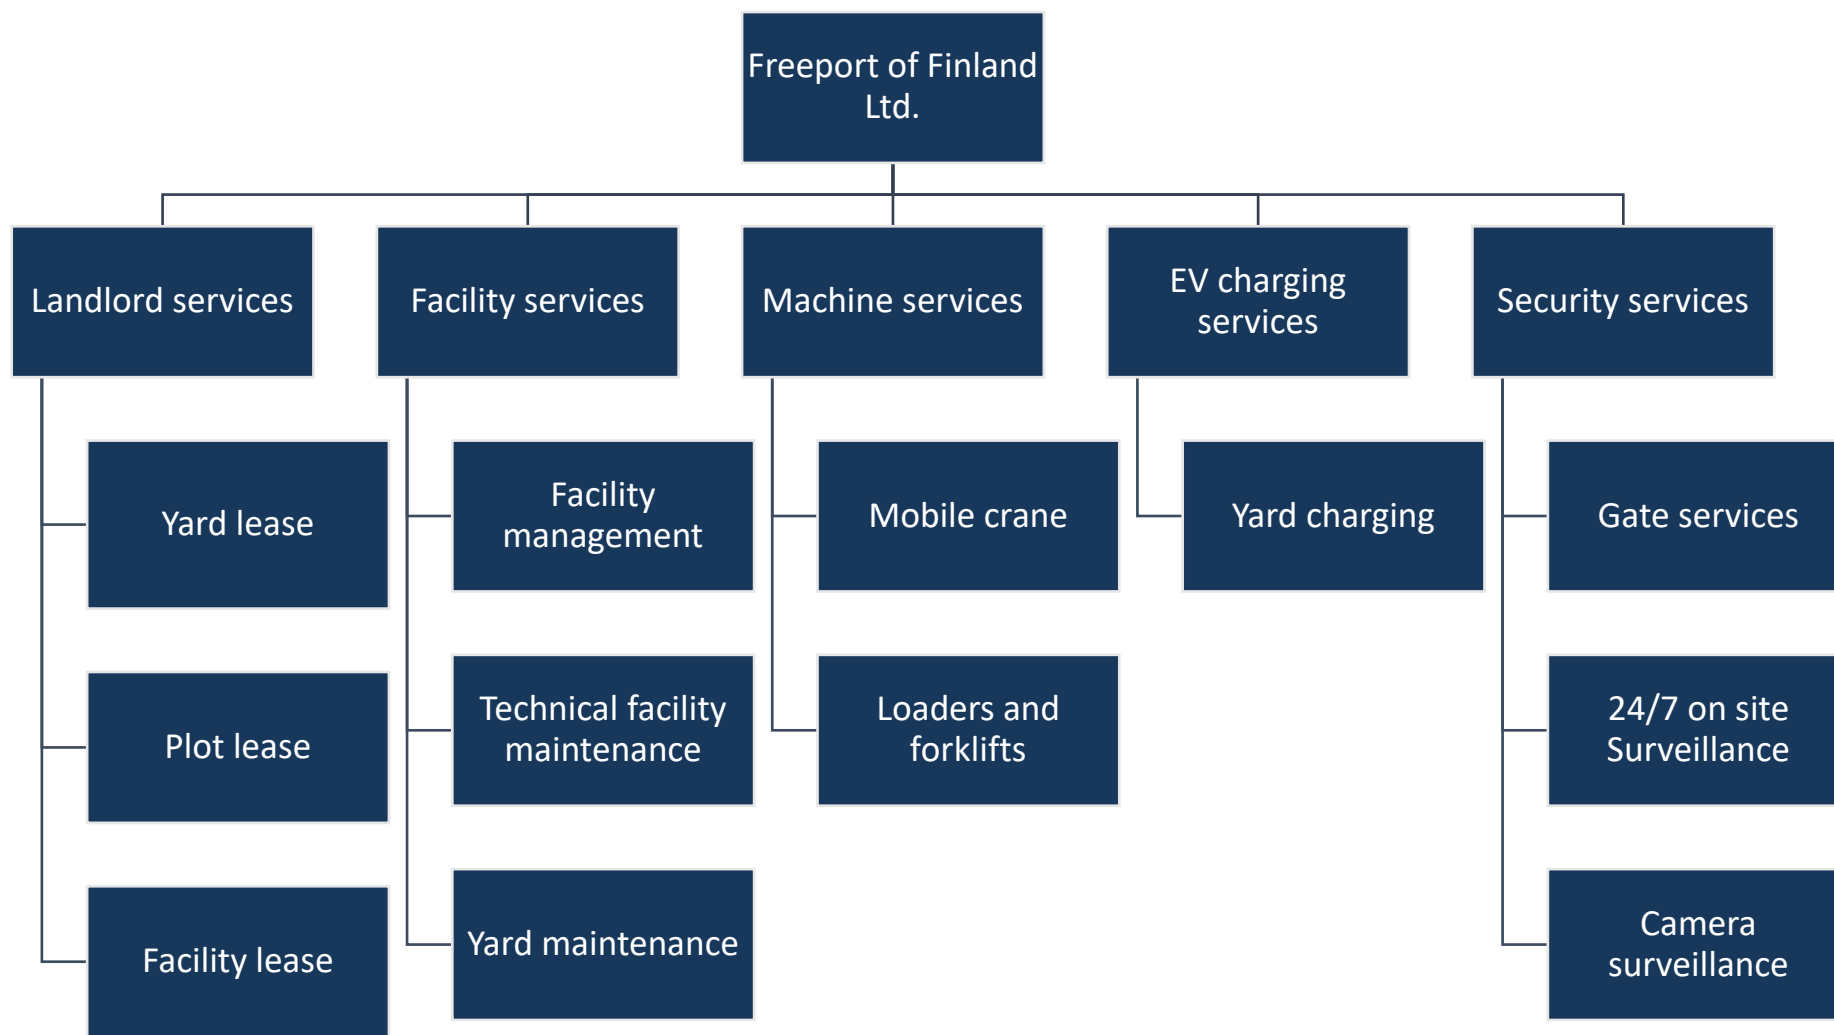 Freeport of Finland
Ltd.
Landlord services
Facility services
Machine services
EV charging
services
Security services
Yard lease
Plot lease
Facility lease
Facility
management
Technical facility
maintenance
Yard maintenance
Mobile crane
Loaders and
forklifts
Yard charging
Gate services
24/7 on site
Surveillance
Camera
surveillance